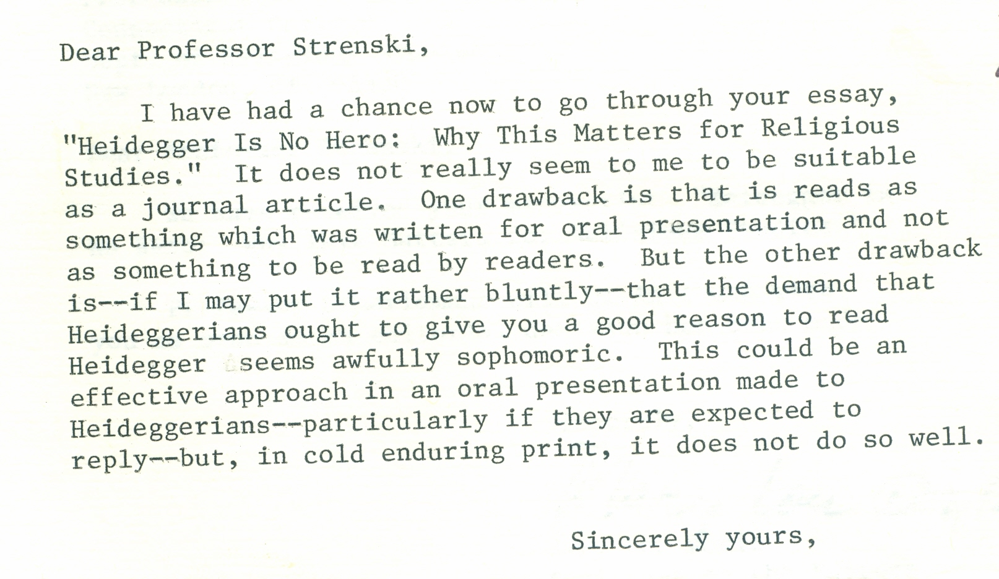 Dear Professor Strenski,
I have had a chance now to go through your essay,
"Heidegger Is No Hero:  Why This Matters for Religious
Studies."  It does not really seem to me to be suitable
as a journal article.  One drawback is that is reads as
something which was written for oral presentation and not
as something to be read by readers.  But the other drawback
is--if I may put it rather bluntly--that the demand that
Heideggerians ought to give you a good reason to read
Heidegger  seems awfully sophomoric.  This could be an
effective approach in an oral presentation made to
Heideggerians--particularly if they are expected to
reply--but, in cold enduring print, it does not do so well.
Sincerely yours,